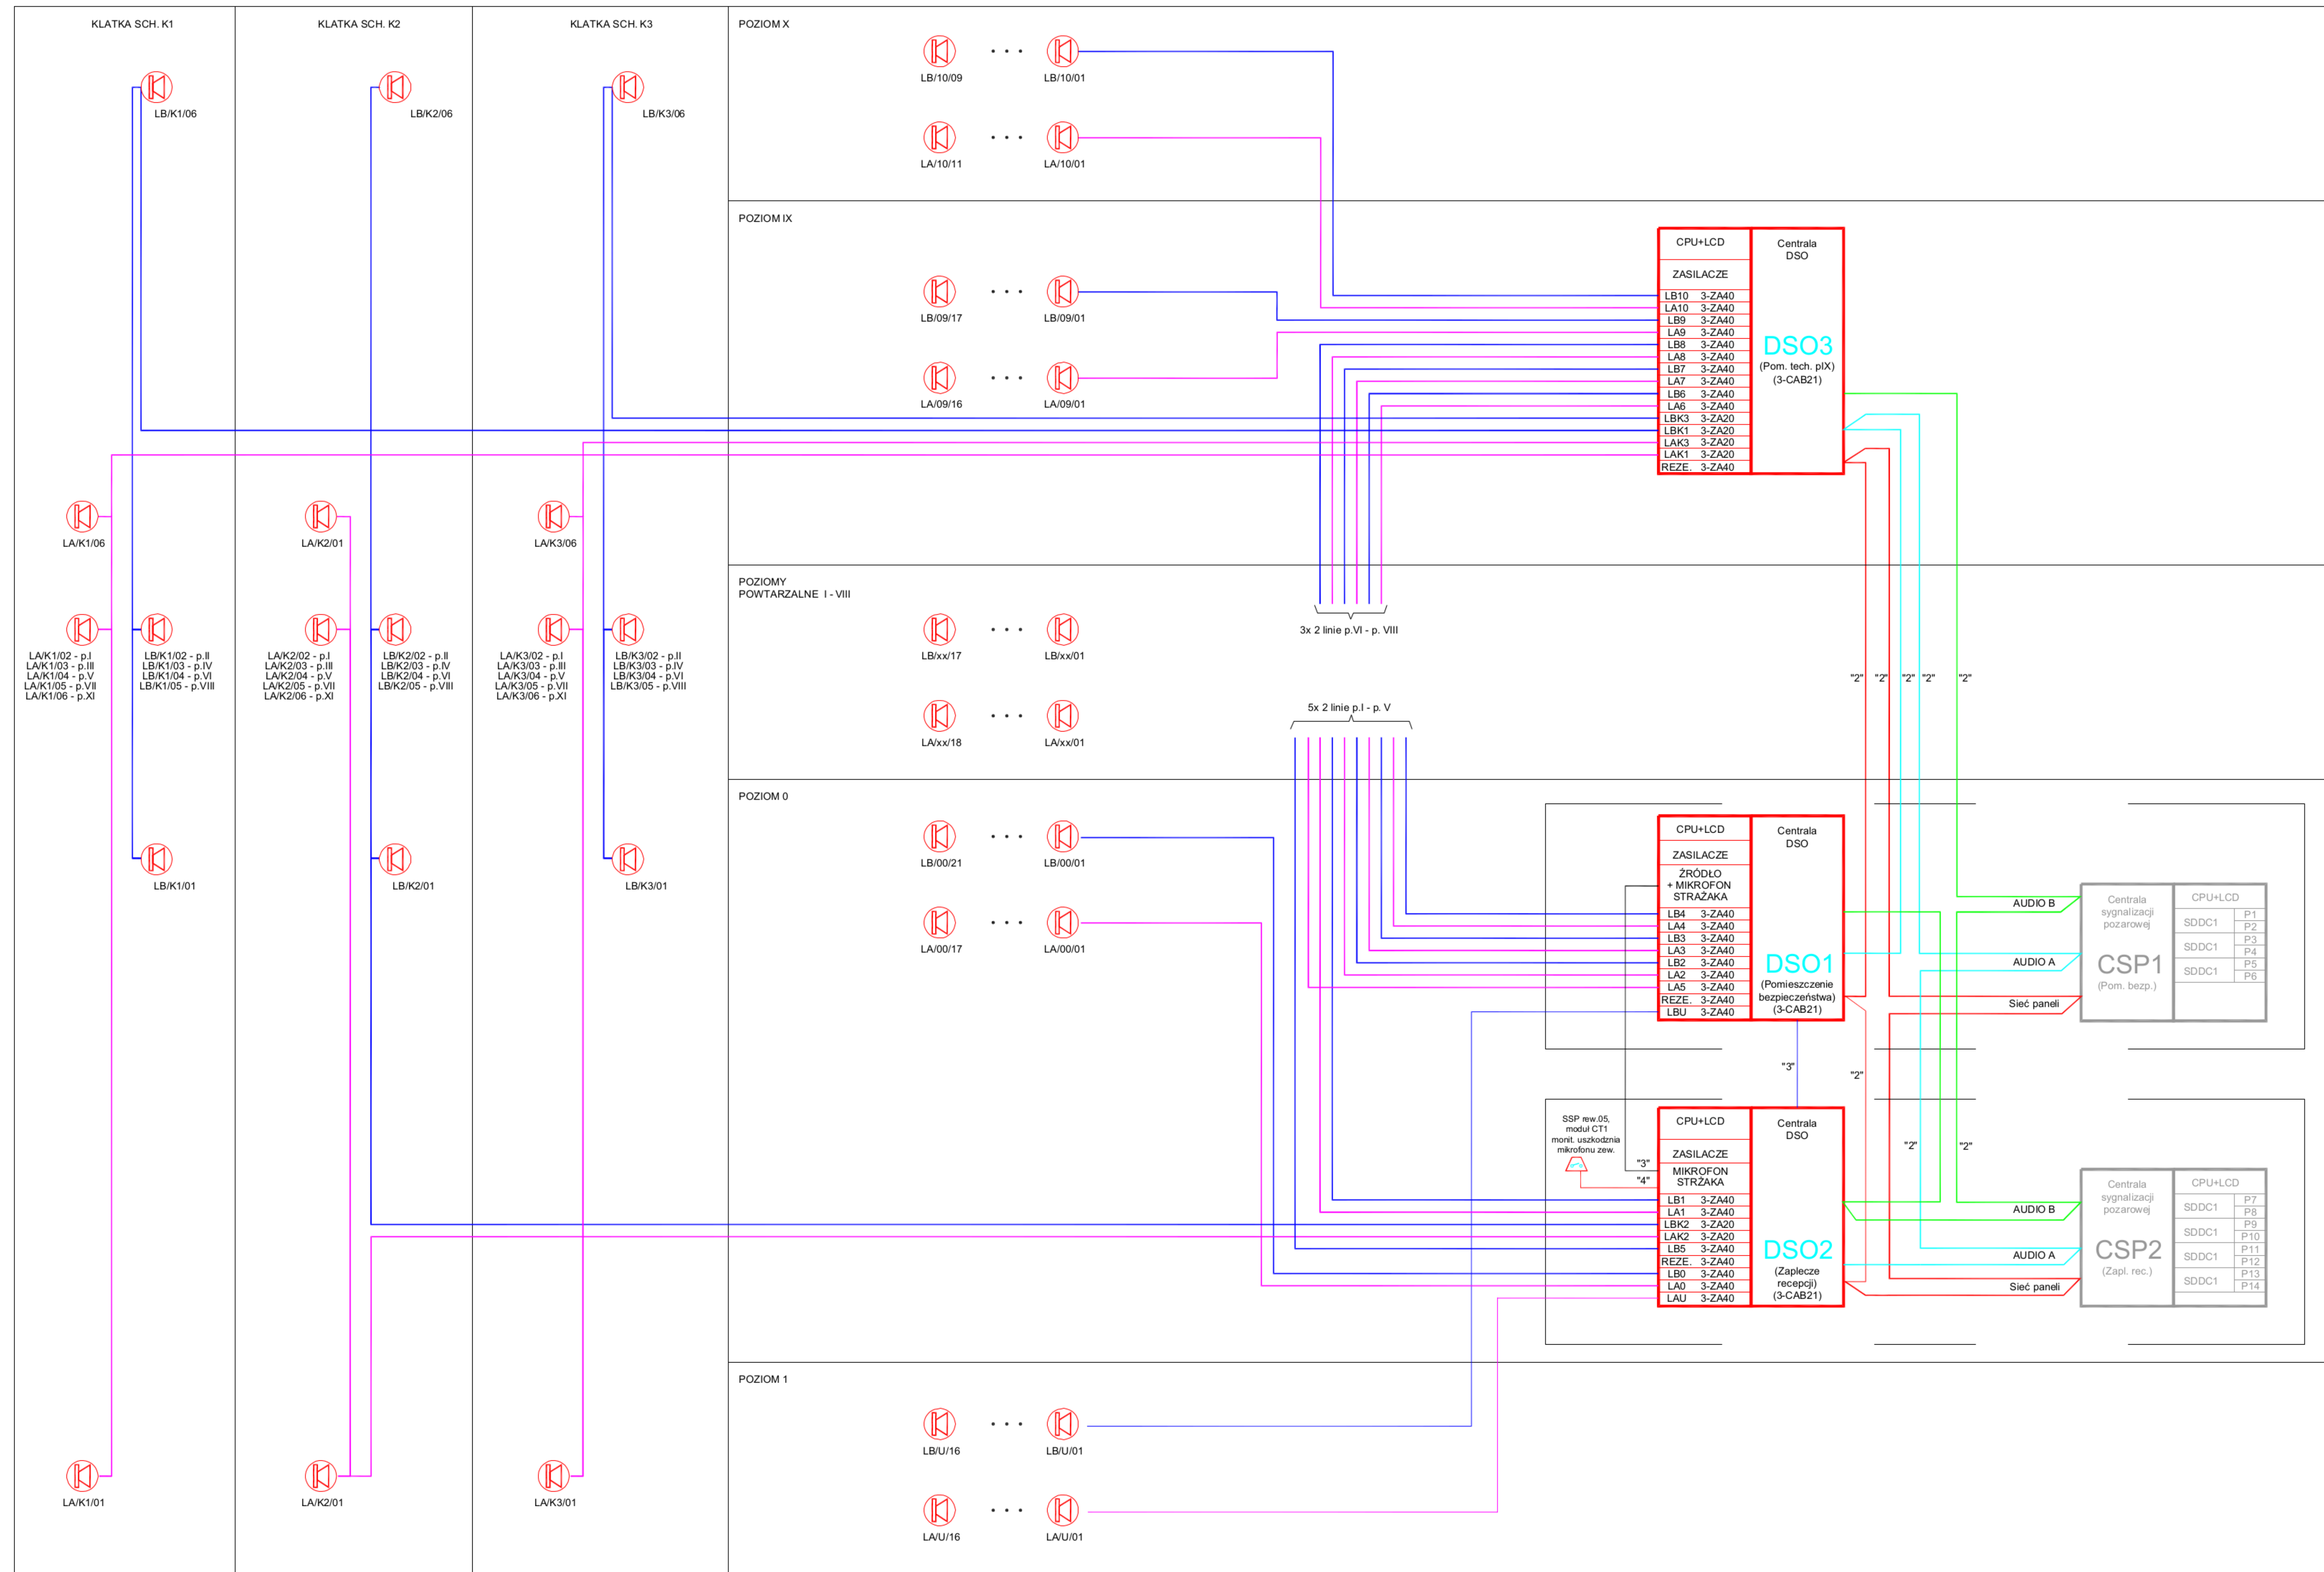 KLATKA SCH. K1
LB/K1/06
LA/K1/06
LA/K1/02 - p.I
LA/K1/03 - p.III
LA/K1/04 - p.V
LA/K1/05 - p.VII
LA/K1/06 - p.XI
LB/K1/02 - p.II
LB/K1/03 - p.IV
LB/K1/04 - p.VI
LB/K1/05 - p.VIII
LB/K1/01
LA/K1/01
KLATKA SCH. K2
LB/K2/06
LA/K2/01
LA/K2/02 - p.I
LA/K2/03 - p.III
LA/K2/04 - p.V
LA/K2/05 - p.VII
LA/K2/06 - p.XI
LB/K2/02 - p.II
LB/K2/03 - p.IV
LB/K2/04 - p.VI
LB/K2/05 - p.VIII
LB/K2/01
LA/K2/01
KLATKA SCH. K3
LB/K3/06
LA/K3/06
LA/K3/02 - p.I
LA/K3/03 - p.III
LA/K3/04 - p.V
LA/K3/05 - p.VII
LA/K3/06 - p.XI
LB/K3/02 - p.II
LB/K3/03 - p.IV
LB/K3/04 - p.VI
LB/K3/05 - p.VIII
LB/K3/01
LA/K3/01
POZIOM X
LB/10/09 • • • LB/10/01
LA/10/11 • • • LA/10/01
POZIOM IX
LB/09/17 • • • LB/09/01
LA/09/16 • • • LA/09/01
CPU+LCD
ZASILACZE
LB10 3-ZA40
LA10 3-ZA40
LB9 3-ZA40
LA9 3-ZA40
LB8 3-ZA40
LA8 3-ZA40
LB7 3-ZA40
LA7 3-ZA40
LB6 3-ZA40
LA6 3-ZA40
LBK3 3-ZA20
LBK1 3-ZA20
LAK3 3-ZA20
LAK1 3-ZA20
REZE. 3-ZA40
Centrala
DSO
DSO3
(Pom. tech. pIX)
(3-CAB21)
POZIOMY
POWTARZALNE I - VIII
LB/xx/17 • • • LB/xx/01
LA/xx/18 • • • LA/xx/01
3x 2 linie p.VI - p. VIII
5x 2 linie p.I - p. V
"2" "2" "2" "2" "2"
POZIOM 0
LB/00/21 • • • LB/00/01
LA/00/17 • • • LA/00/01
CPU+LCD
ZASILACZE
ŻRÓDŁO
+ MIKROFON
STRAŻAKA
LB4 3-ZA40
LA4 3-ZA40
LB3 3-ZA40
LA3 3-ZA40
LB2 3-ZA40
LA2 3-ZA40
LA5 3-ZA40
REZE. 3-ZA40
LBU 3-ZA40
Centrala
DSO
DSO1
(Pomieszczenie
bezpieczeństwa)
(3-CAB21)
AUDIO B
AUDIO A
Sieć paneli
Centrala
sygnalizacji
pozarowej
CSP1
(Pom. bezp.)
CPU+LCD
SDDC1 P1
P2
SDDC1 P3
P4
SDDC1 P5
P6
"3"
"2"
SSP rew.05,
moduł CT1
monit. uszkodznia
mikrofonu zew.
"3"
"4"
CPU+LCD
ZASILACZE
MIKROFON
STRŻAKA
LB1 3-ZA40
LA1 3-ZA40
LBK2 3-ZA20
LAK2 3-ZA20
LB5 3-ZA40
REZE. 3-ZA40
LB0 3-ZA40
LA0 3-ZA40
LAU 3-ZA40
Centrala
DSO
DSO2
(Zaplecze
recepcji)
(3-CAB21)
"2" "2"
AUDIO B
AUDIO A
Sieć paneli
Centrala
sygnalizacji
pozarowej
CSP2
(Zapl. rec.)
CPU+LCD
SDDC1 P7
P8
SDDC1 P9
P10
SDDC1 P11
P12
SDDC1 P13
P14
POZIOM 1
LB/U/16 • • • LB/U/01
LA/U/16 • • • LA/U/01